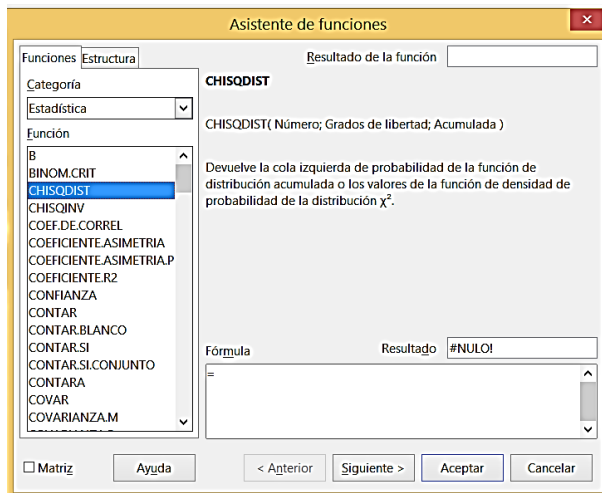 Asistente de funciones
x
Funciones
Estructura
Resultado de la función
Categoría
Estadística
Función
B
BINOM.CRIT
CHISQDIST
CHISQINV
COEF.DE.CORREL
COEFICIENTE.ASIMETRIA
COEFICIENTE.ASIMETRIA.P
COEFICIENTE.R2
CONFIANZA
CONTAR
CONTAR.BLANCO
CONTAR.SI
CONTAR.SI.CONJUNTO
CONTARA
COVAR
COVARIANZA.M
CHISQDIST
CHISQDIST( Número; Grados de libertad; Acumulada )
Devuelve la cola izquierda de probabilidad de la función de
distribución acumulada o los valores de la función de densidad de
probabilidad de la distribución χ².
Fórmula
Resultado
#NULO!
=
Matriz
Ayuda
< Anterior
Siguiente >
Aceptar
Cancelar